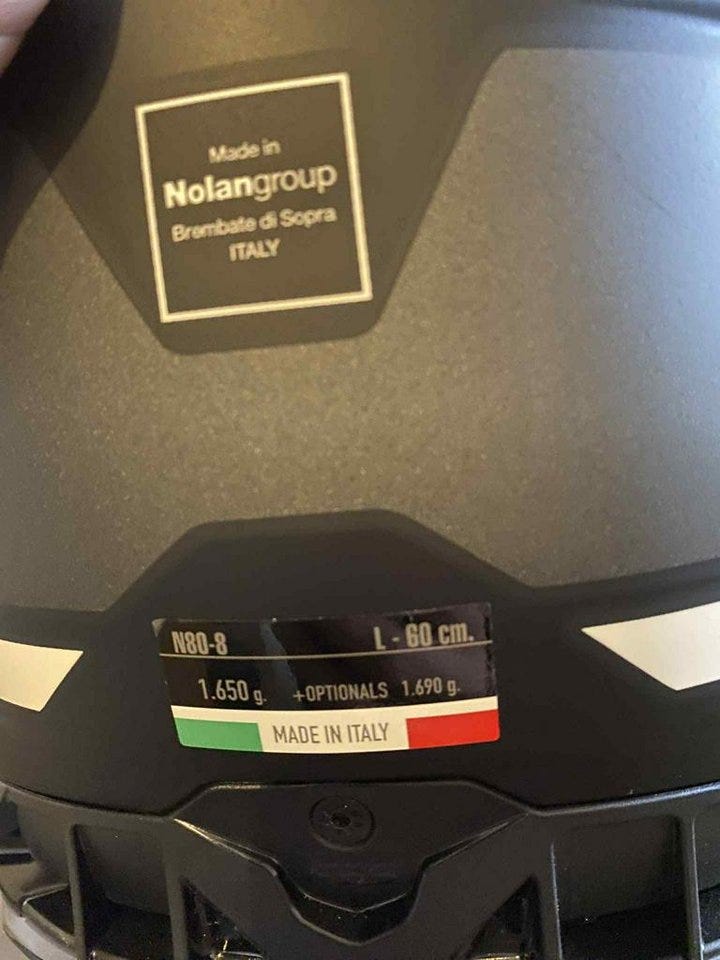 Made in
Nolangroup
Brembate di Sopra
ITALY
N80-8 L - 60 cm.
1.650 g. +OPTIONALS 1.690 g.
MADE IN ITALY